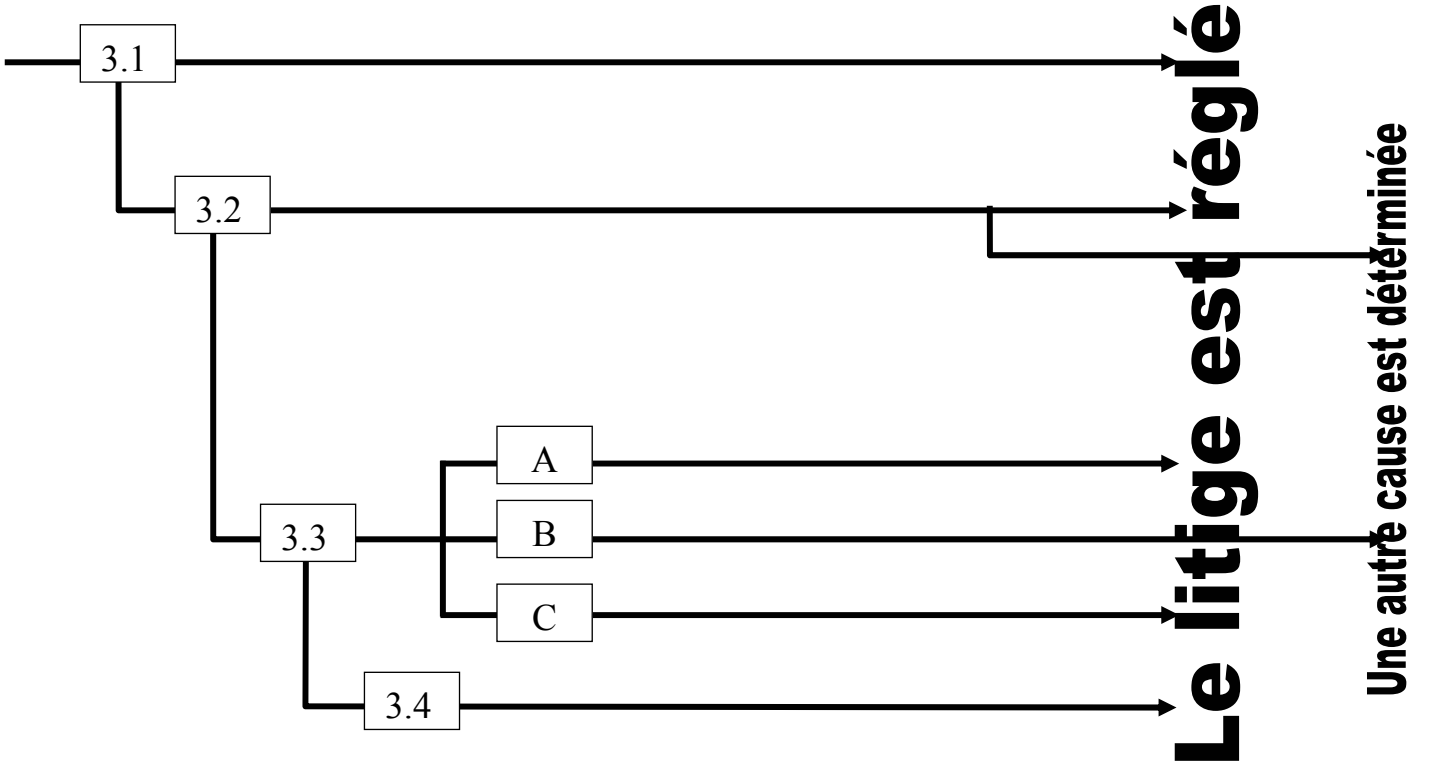 3.1
3.2
3.3
A
B
C
3.4
Le litige est réglé
Une autre cause est déterminée